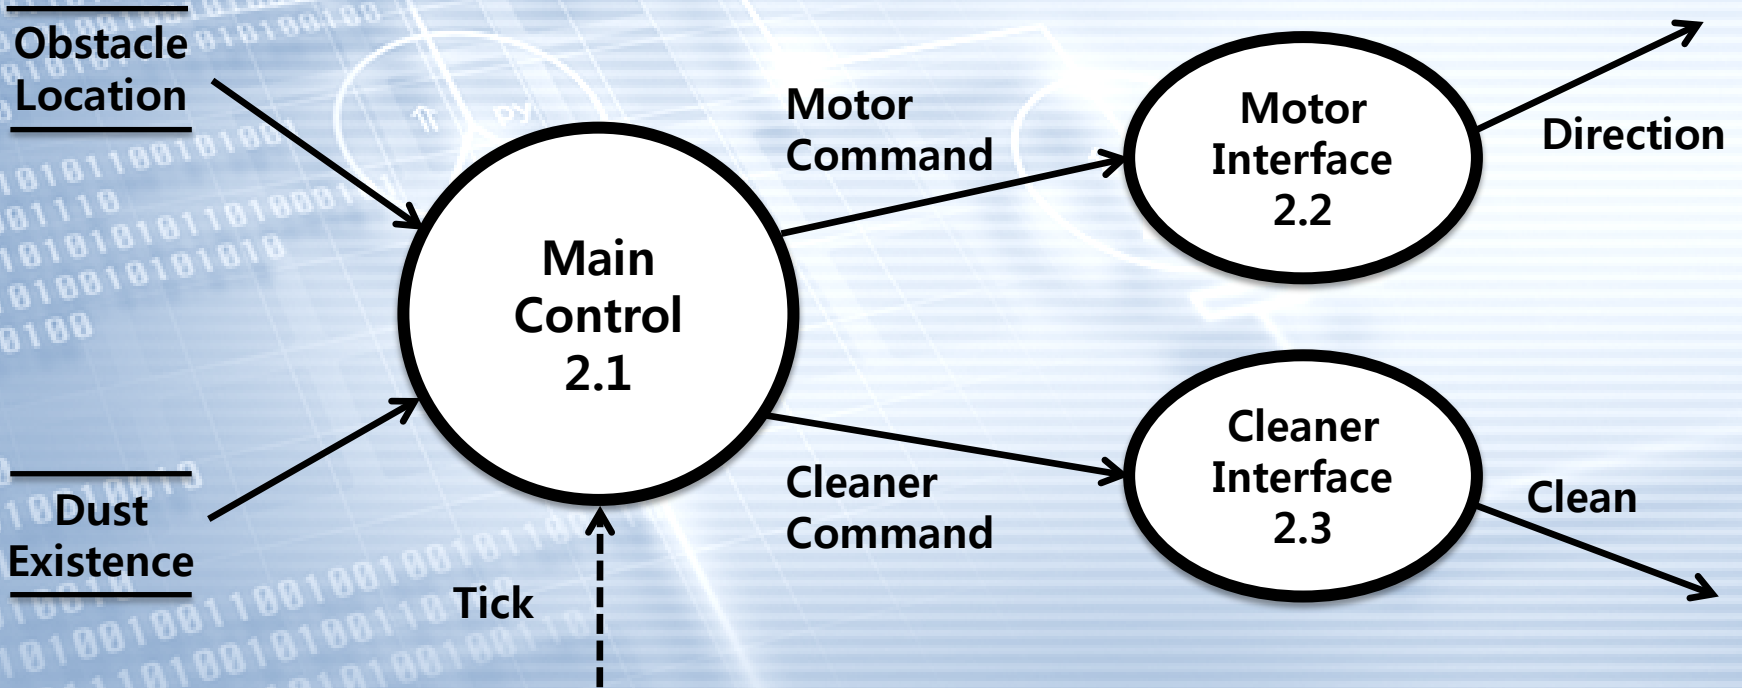 Obstacle
Location
Motor
Command
Motor
Interface
2.2
Direction
Main
Control
2.1
Dust
Existence
Cleaner
Command
Cleaner
Interface
2.3
Clean
Tick